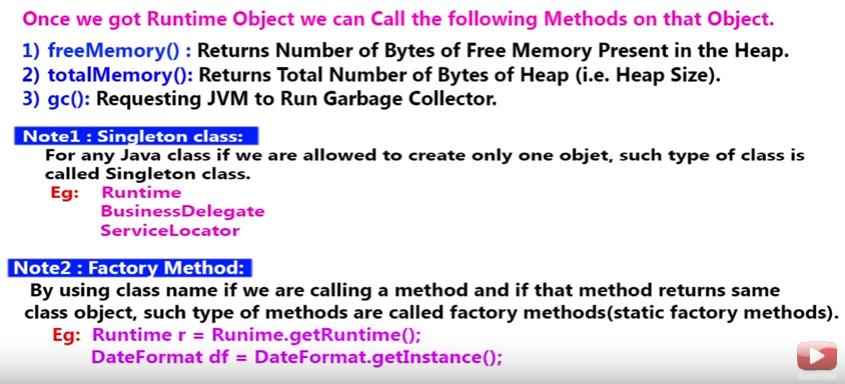 Once we got Runtime Object we can Call the following Methods on that Object.
1) freeMemory() : Returns Number of Bytes of Free Memory Present in the Heap.
2) totalMemory(): Returns Total Number of Bytes of Heap (i.e. Heap Size).
3) gc(): Requesting JVM to Run Garbage Collector.
Note1 : Singleton class:
For any Java class if we are allowed to create only one objet, such type of class is
called Singleton class.
Eg: Runtime
BusinessDelegate
ServiceLocator
Note2 : Factory Method:
By using class name if we are calling a method and if that method returns same
class object, such type of methods are called factory methods(static factory methods).
Eg: Runtime r = Runime.getRuntime();
DateFormat df = DateFormat.getInstance();
Subscribe